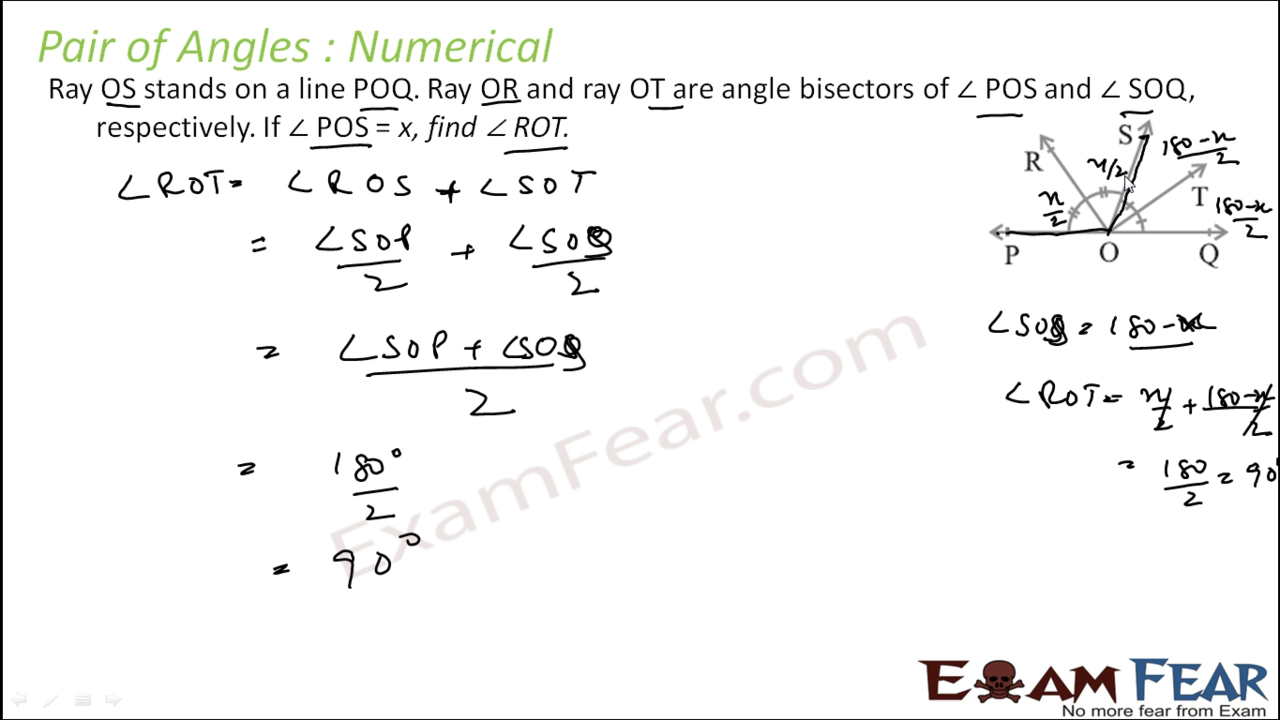 Pair of Angles : Numerical
Ray OS stands on a line POQ. Ray OR and ray OT are angle bisectors of ∠ POS and ∠ SOQ,
respectively. If ∠ POS = x, find ∠ ROT.
∠ROT = ∠ROS + ∠SOT
= ∠SOP/2 + ∠SOQ/2
= ∠SOP + ∠SOQ / 2
= 180°/2
= 90°
S
R
T
P
O
Q
x/2
x/2
180-x/2
180-x/2
∠SOQ = 180-x
∠ROT = x/2 + 180-x/2
= 180/2 = 90°
ExamFear.com
EXAM FEAR
No more fear from Exam